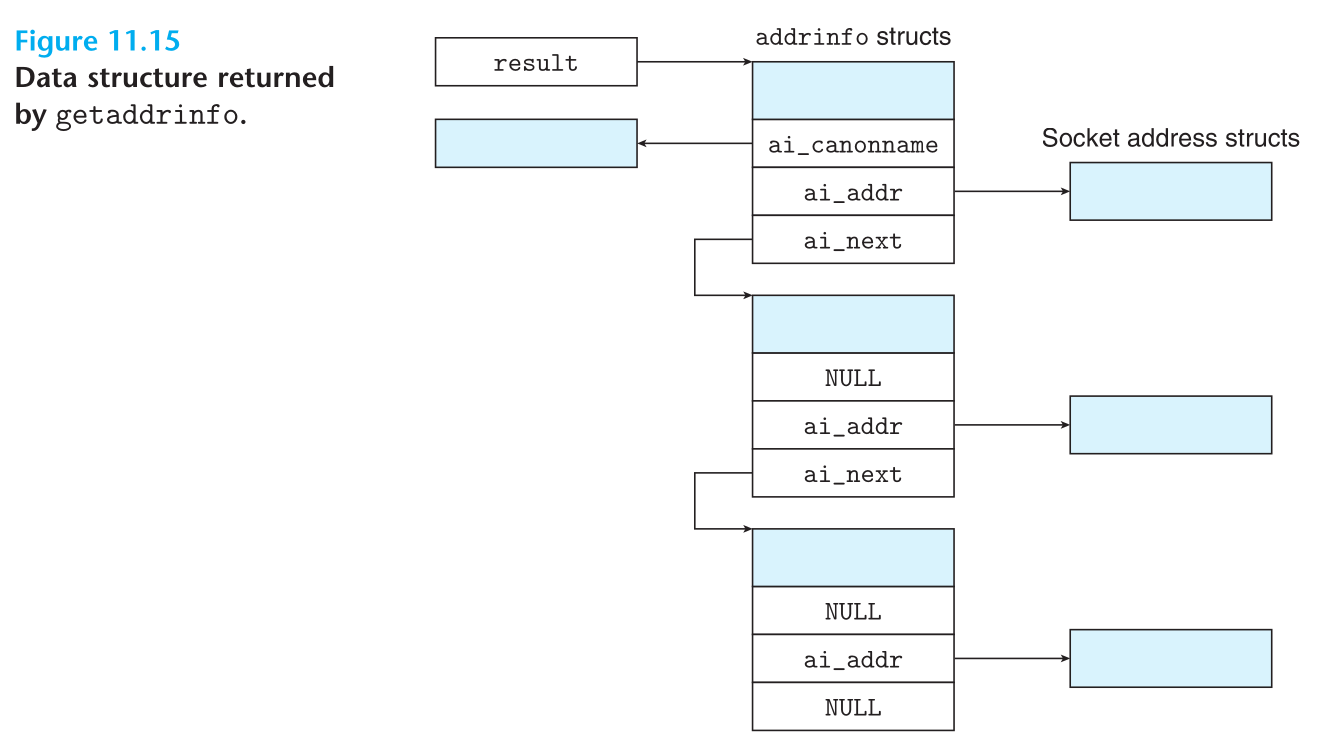 Figure 11.15
Data structure returned
by getaddrinfo.
result
addrinfo structs
ai_canonname
ai_addr
ai_next
Socket address structs
NULL
ai_addr
ai_next
NULL
ai_addr
NULL